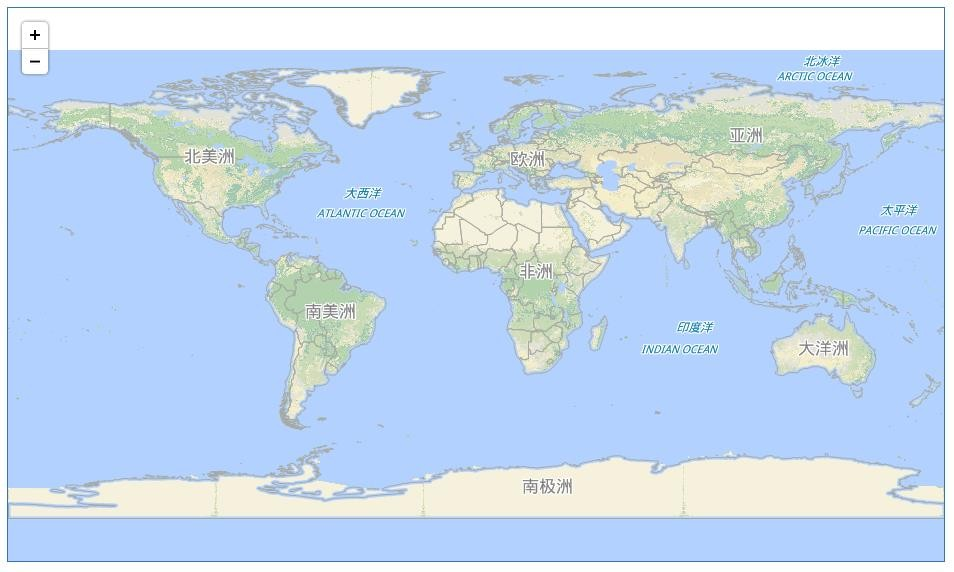 +
−
北冰洋
ARCTIC OCEAN
亚洲
北美洲
欧洲
大西洋
ATLANTIC OCEAN
太平洋
PACIFIC OCEAN
非洲
南美洲
印度洋
INDIAN OCEAN
大洋洲
南极洲